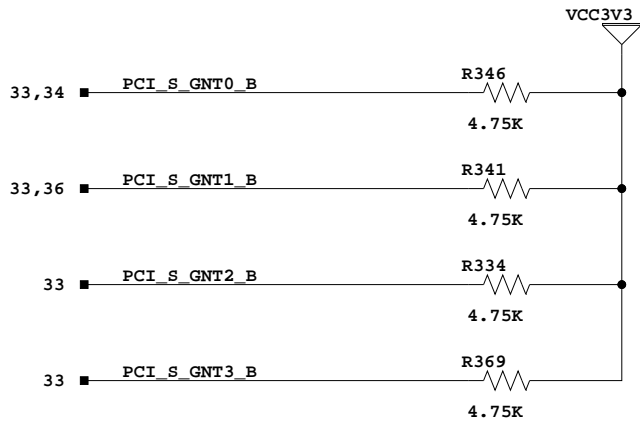 VCC3V3
33,34 PCI_S_GNT0_B R346
4.75K
33,36 PCI_S_GNT1_B R341
4.75K
33 PCI_S_GNT2_B R334
4.75K
33 PCI_S_GNT3_B R369
4.75K